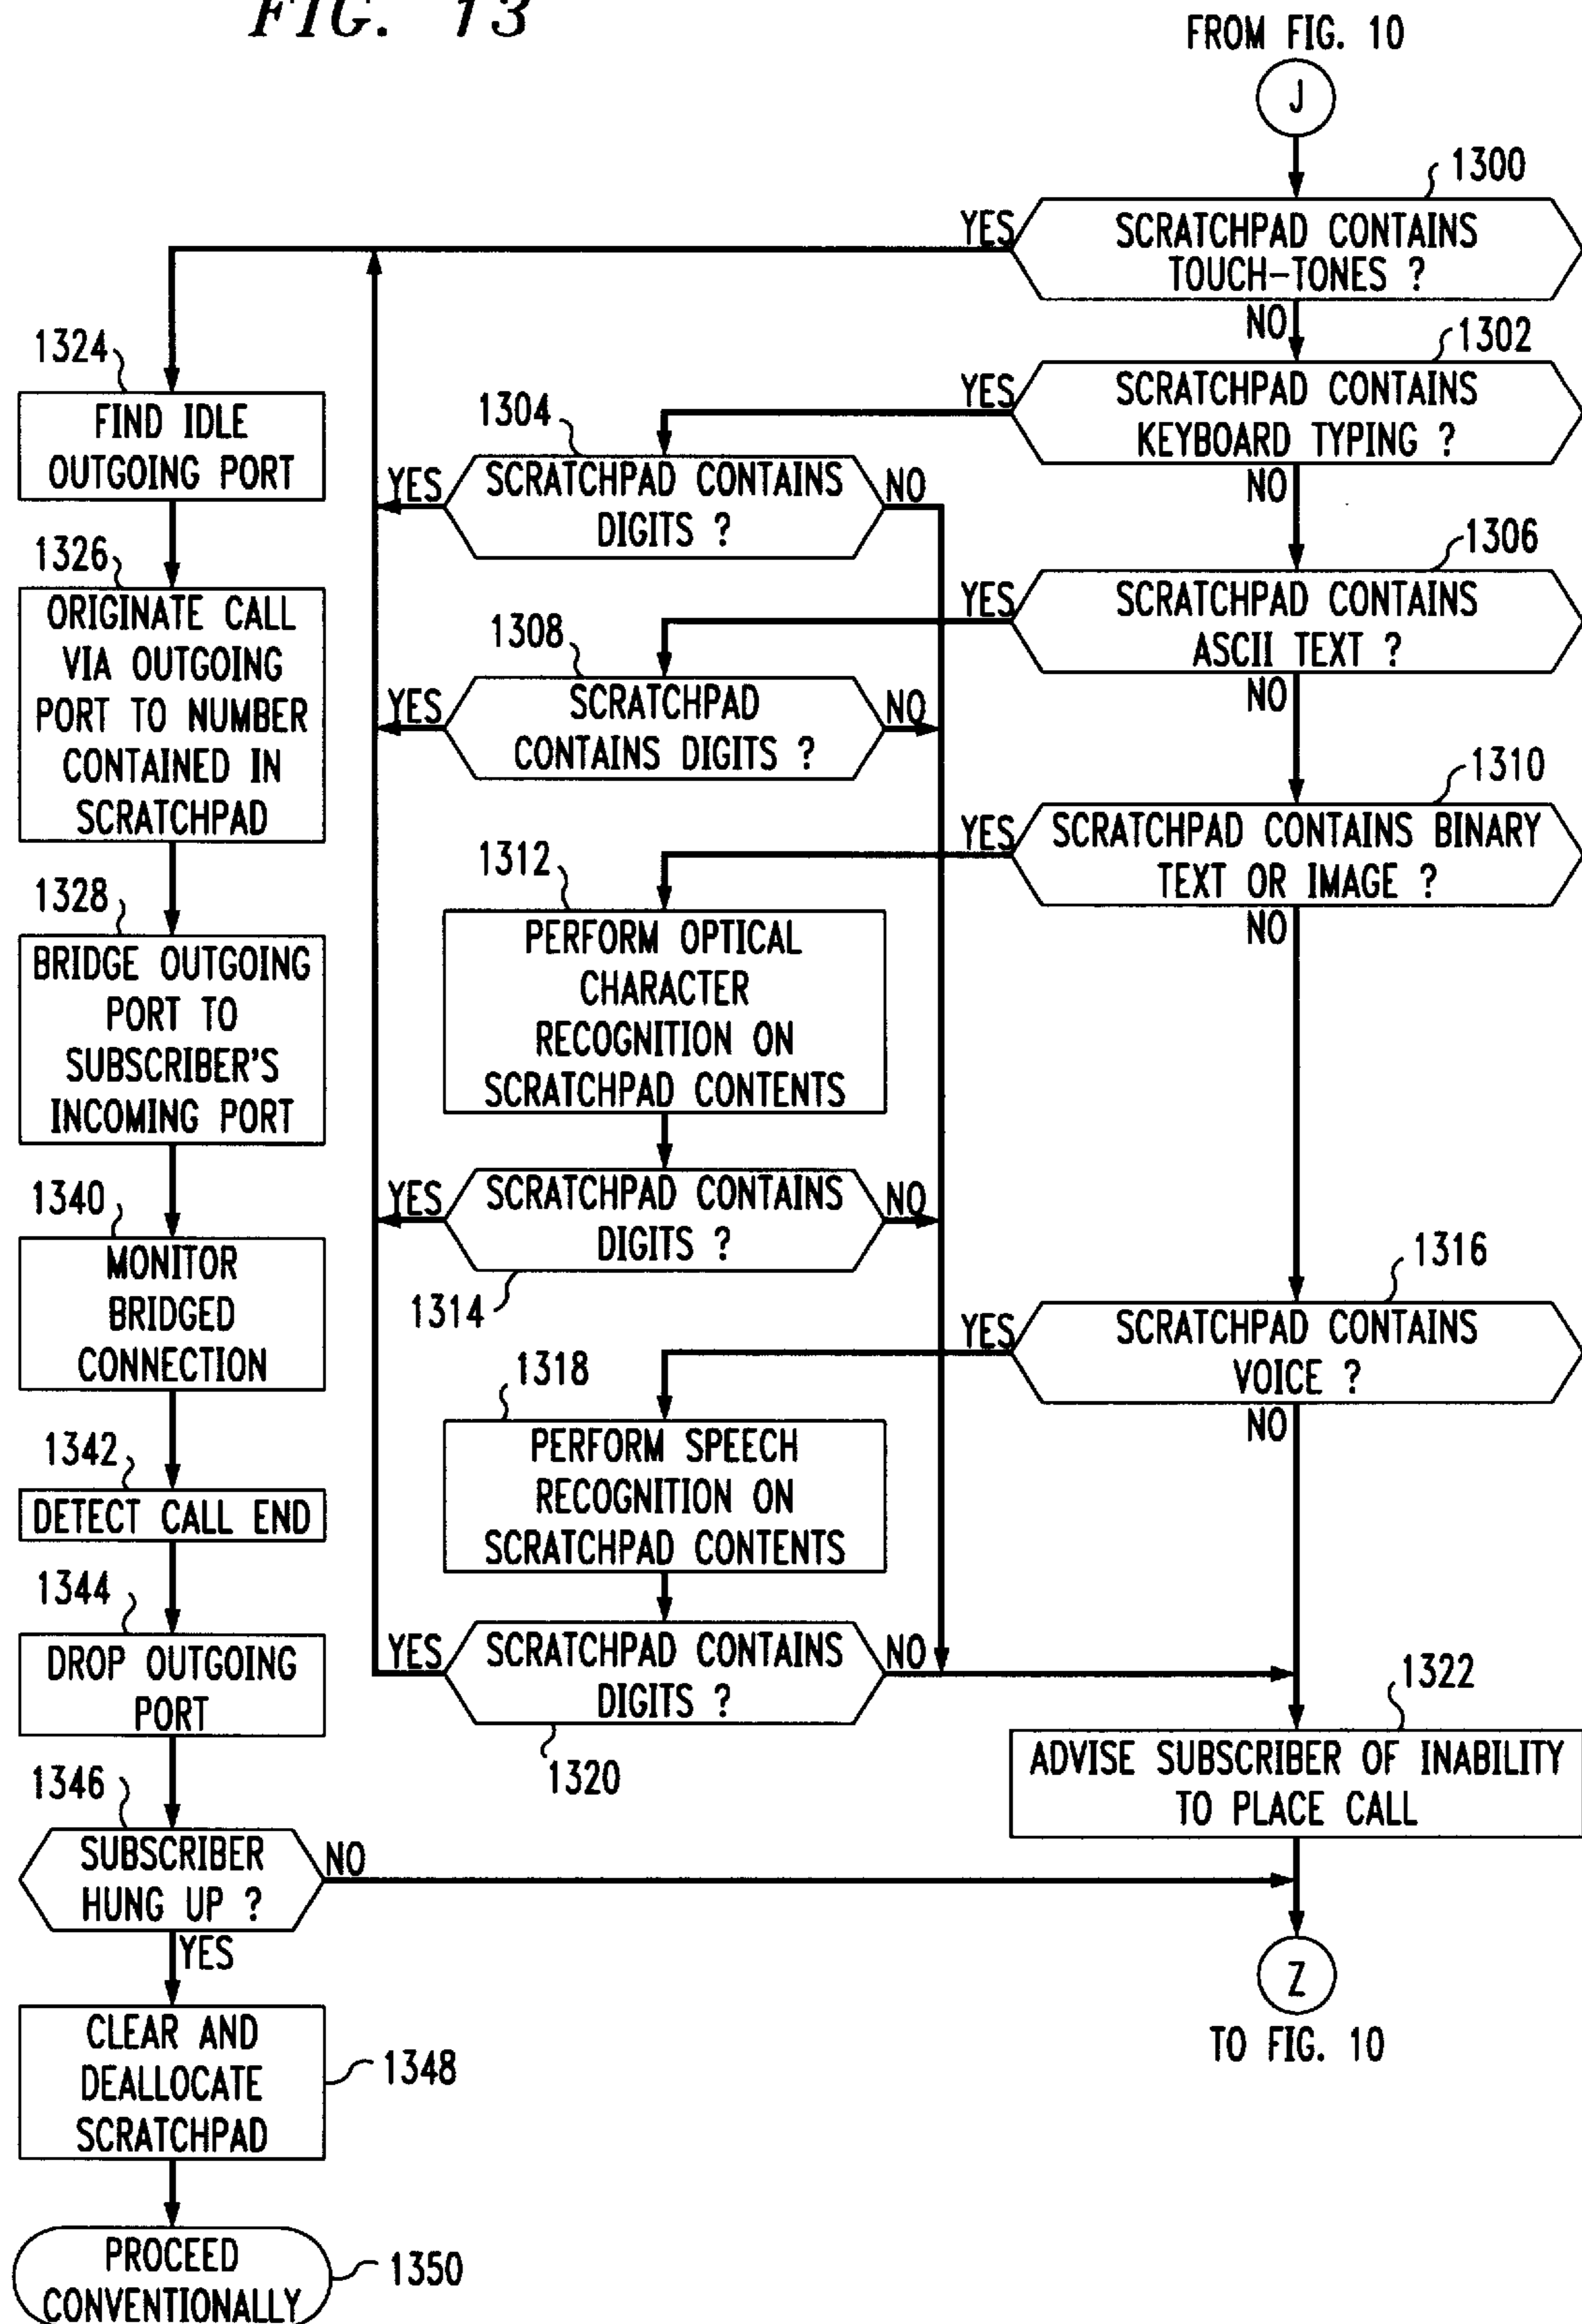 FIG. 13
FROM FIG. 10
J
1300
SCRATCHPAD CONTAINS
TOUCH-TONES ?
YES
NO
1302
SCRATCHPAD CONTAINS
KEYBOARD TYPING ?
YES
NO
1304
SCRATCHPAD CONTAINS
DIGITS ?
YES
NO
1306
SCRATCHPAD CONTAINS
ASCII TEXT ?
YES
NO
1308
SCRATCHPAD
CONTAINS DIGITS ?
YES
NO
1310
SCRATCHPAD CONTAINS BINARY
TEXT OR IMAGE ?
YES
NO
1312
PERFORM OPTICAL
CHARACTER
RECOGNITION ON
SCRATCHPAD CONTENTS
SCRATCHPAD CONTAINS
DIGITS ?
YES
NO
1314
1316
SCRATCHPAD CONTAINS
VOICE ?
YES
NO
1318
PERFORM SPEECH
RECOGNITION ON
SCRATCHPAD CONTENTS
SCRATCHPAD CONTAINS
DIGITS ?
YES
NO
1320
1322
ADVISE SUBSCRIBER OF INABILITY
TO PLACE CALL
Z
TO FIG. 10
1324
FIND IDLE
OUTGOING PORT
1326
ORIGINATE CALL
VIA OUTGOING
PORT TO NUMBER
CONTAINED IN
SCRATCHPAD
1328
BRIDGE OUTGOING
PORT TO
SUBSCRIBER'S
INCOMING PORT
1340
MONITOR
BRIDGED
CONNECTION
1342
DETECT CALL END
1344
DROP OUTGOING
PORT
1346
SUBSCRIBER
HUNG UP ?
NO
YES
CLEAR AND
DEALLOCATE
SCRATCHPAD
1348
PROCEED
CONVENTIONALLY
1350